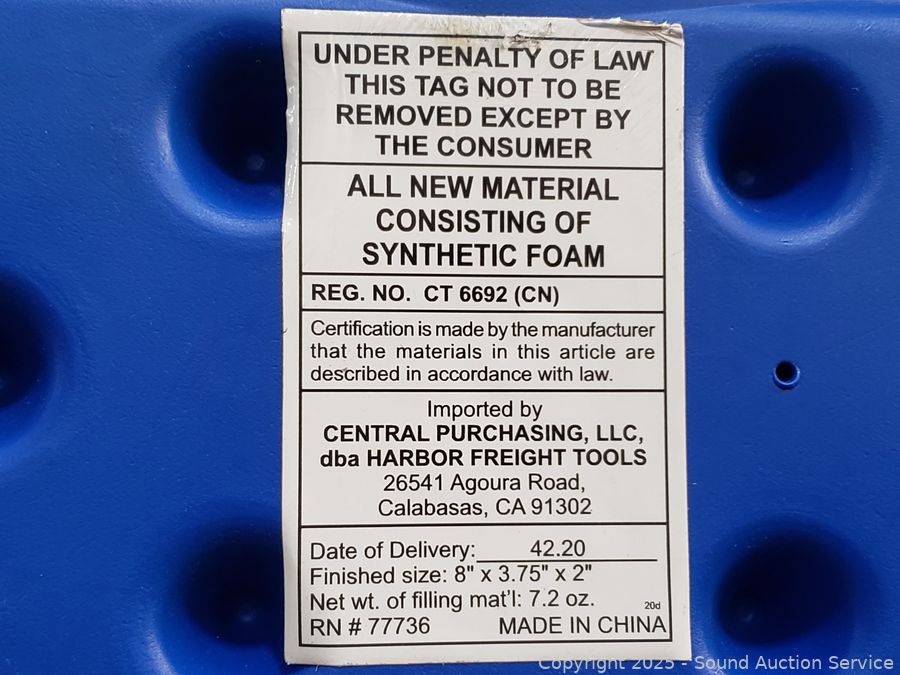 UNDER PENALTY OF LAW
THIS TAG NOT TO BE
REMOVED EXCEPT BY
THE CONSUMER
ALL NEW MATERIAL
CONSISTING OF
SYNTHETIC FOAM
REG. NO. CT 6692 (CN)
Certification is made by the manufacturer
that the materials in this article are
described in accordance with law.
Imported by
CENTRAL PURCHASING, LLC,
dba HARBOR FREIGHT TOOLS
26541 Agoura Road,
Calabasas, CA 91302
Date of Delivery: 42.20
Finished size: 8" x 3.75" x 2"
Net wt. of filling mat'l: 7.2 oz. 20d
RN # 77736 MADE IN CHINA
Copyright 2025 - Sound Auction Service